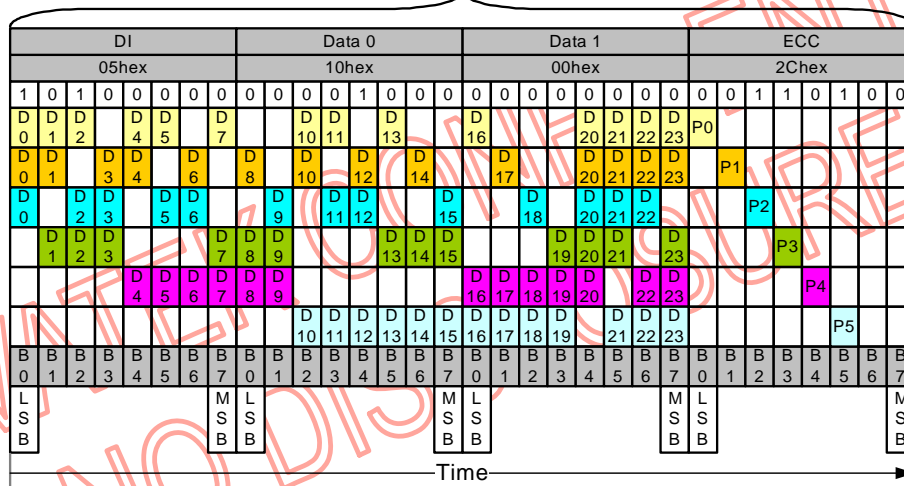 DI Data 0 Data 1 ECC
05hex 10hex 00hex 2Chex
1 0 1 0 0 0 0 0 0 0 0 0 1 0 0 0 0 0 0 0 0 0 0 0 0 0 1 1 0 1 0 0
D0 D1 D2 D4 D5 D7 D10 D11 D13 D16 D20 D21 D22 D23 P0
D0 D1 D3 D4 D6 D8 D10 D12 D14 D17 D20 D21 D22 D23 P1
D0 D2 D3 D5 D6 D9 D11 D12 D15 D18 D20 D21 D22 P2
D1 D2 D3 D7 D8 D9 D13 D14 D15 D19 D20 D21 D23 P3
D4 D5 D6 D7 D8 D9 D16 D17 D18 D19 D20 D22 D23 P4
D10 D11 D12 D13 D14 D15 D16 D17 D18 D19 D21 D22 D23 P5
B0 B1 B2 B3 B4 B5 B6 B7 B0 B1 B2 B3 B4 B5 B6 B7 B0 B1 B2 B3 B4 B5 B6 B7 B0 B1 B2 B3 B4 B5 B6 B7
LSB MSB LSB MSB LSB MSB LSB MSB
Time
NO DISCLOSURE